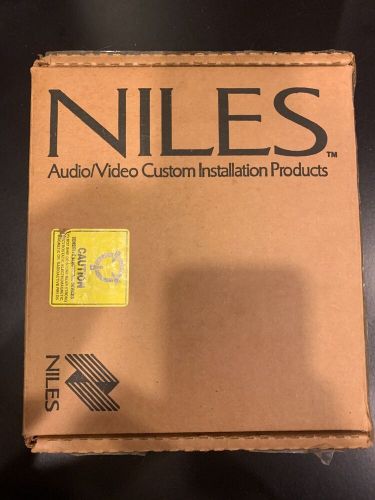 NILES™
Audio/Video Custom Installation Products
CAUTION
NILES